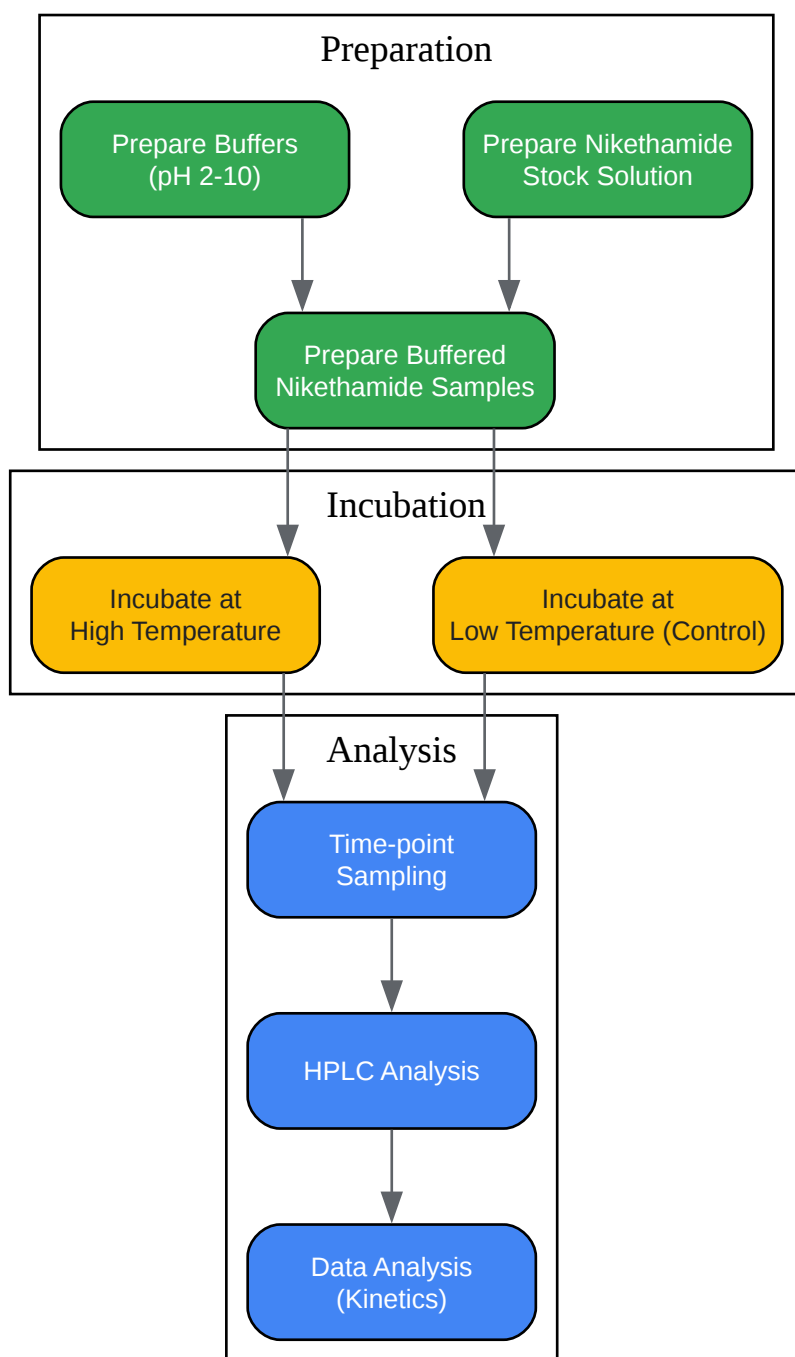 Preparation
Prepare Buffers
(pH 2-10)
Prepare Nikethamide
Stock Solution
Prepare Buffered
Nikethamide Samples
Incubation
Incubate at
High Temperature
Incubate at
Low Temperature (Control)
Analysis
Time-point
Sampling
HPLC Analysis
Data Analysis
(Kinetics)